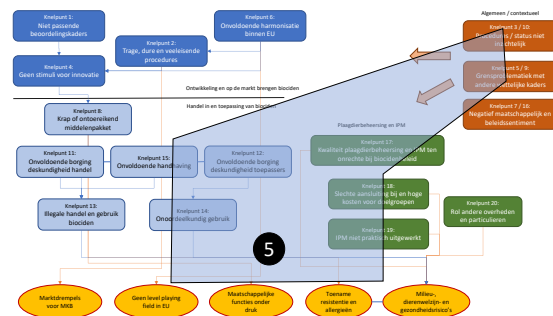 Algemeen / contextueel
Knelpunt 1:
Niet passende
beoordelingskaders
Knelpunt 2:
Trage, dure en veeleisende
procedures
Knelpunt 6:
Onvoldoende harmonisatie
binnen EU
Knelpunt 3 / 10:
Procedures / status niet
inzichtelijk
Knelpunt 4:
Geen stimuli voor innovatie
Knelpunt 5 / 9:
Grensproblematiek met
andere wettelijke kaders
Ontwikkeling en op de markt brengen biociden
Handel in en toepassing van biociden
Knelpunt 7 / 16:
Negatief maatschappelijk en
beleidssentiment
Knelpunt 8:
Krap of ontoereikend
middelenpakket
Plaagdierbeheersing en IPM
Knelpunt 11:
Onvoldoende borging
deskundigheid handel
Knelpunt 15:
Onvoldoende handhaving
Knelpunt 12:
Onvoldoende borging
deskundigheid toepassers
Knelpunt 17:
Kwaliteit plaagdierbeheersing en IPM ten
onrechte bij biocidenbeleid
Knelpunt 13:
Illegale handel en gebruik
biociden
Knelpunt 14:
Onoordeelkundig gebruik
Knelpunt 18:
Slechte aansluiting bij en hoge
kosten voor doelgroepen
Knelpunt 19:
IPM niet praktisch uitgewerkt
Knelpunt 20:
Rol andere overheden
en particulieren
5
Marktdrempels
voor MKB
Geen level playing
field in EU
Maatschappelijke
functies onder
druk
Toename
resistentie en
allergieën
Milieu-,
dierenwelzijn- en
gezondheidsrisico's